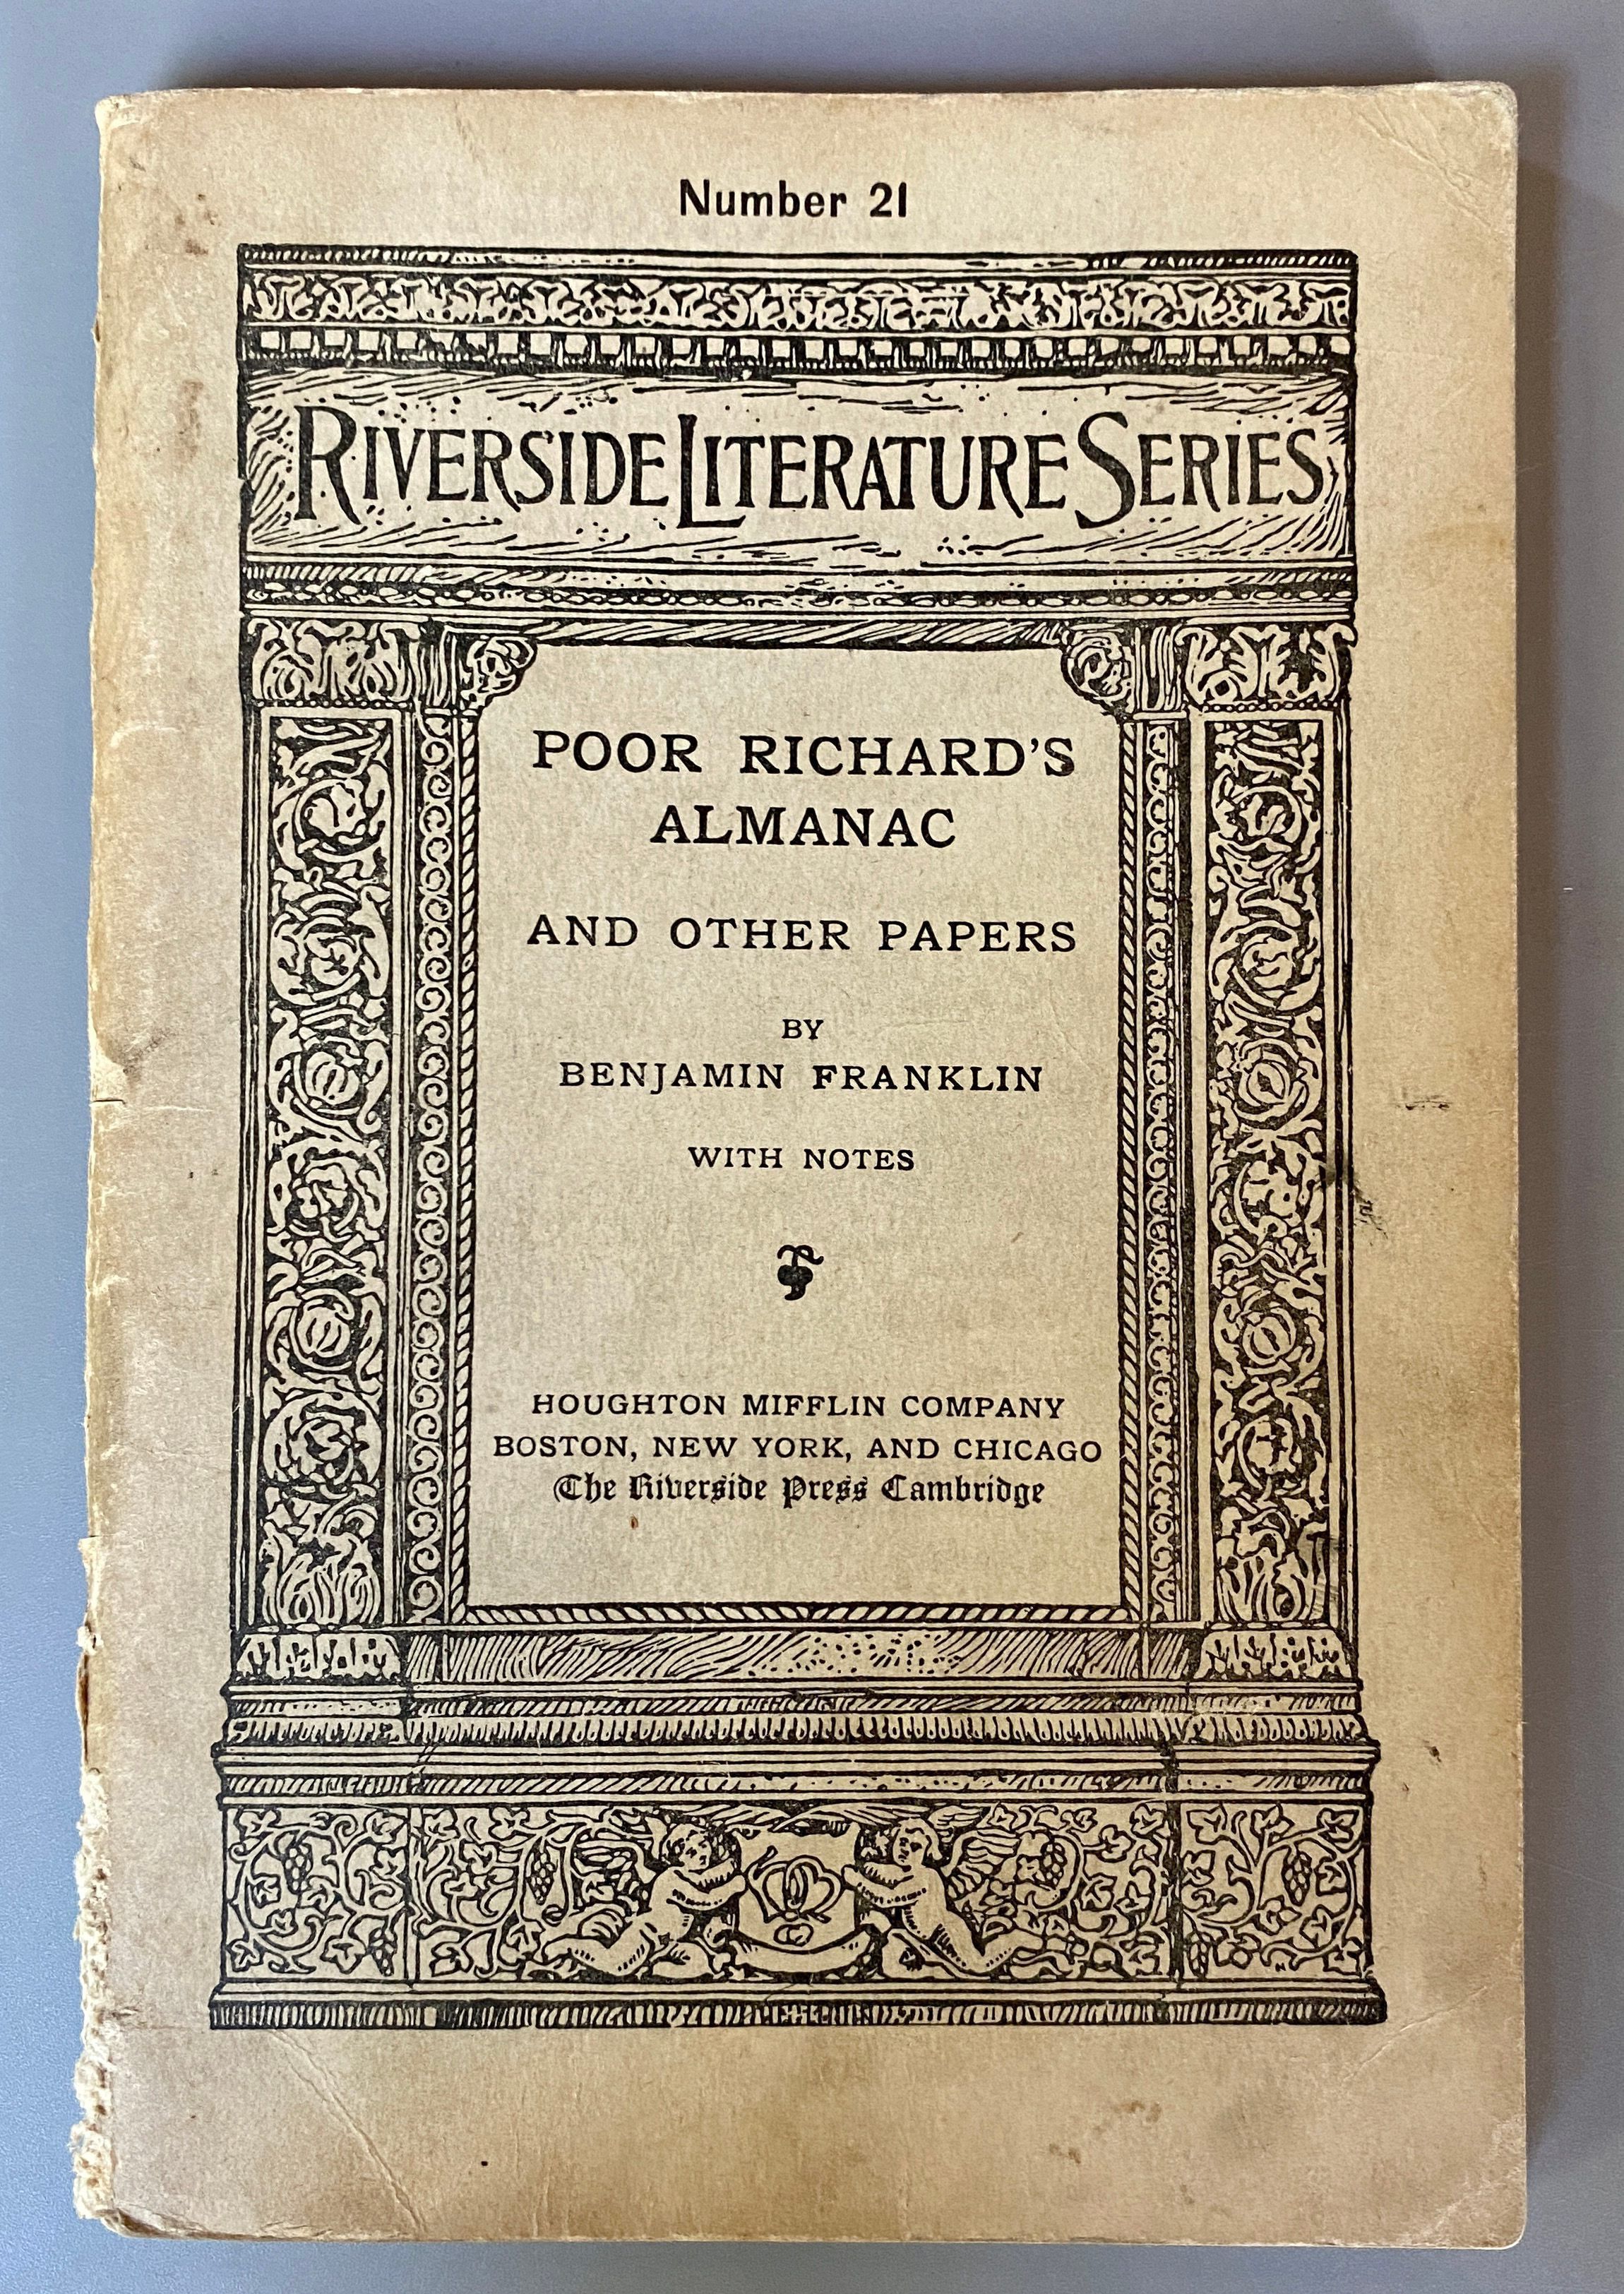 Number 21
RIVERSIDE LITERATURE SERIES
POOR RICHARD'S
ALMANAC
AND OTHER PAPERS
BY
BENJAMIN FRANKLIN
WITH NOTES
HOUGHTON MIFFLIN COMPANY
BOSTON, NEW YORK, AND CHICAGO
The Riverside Press Cambridge